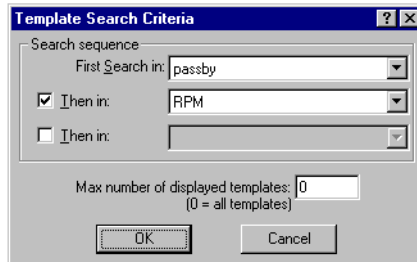 Template Search Criteria
Search sequence
First Search in: passby
Then in: RPM
Then in:
Max number of displayed templates: 0
(0 = all templates)
OK Cancel